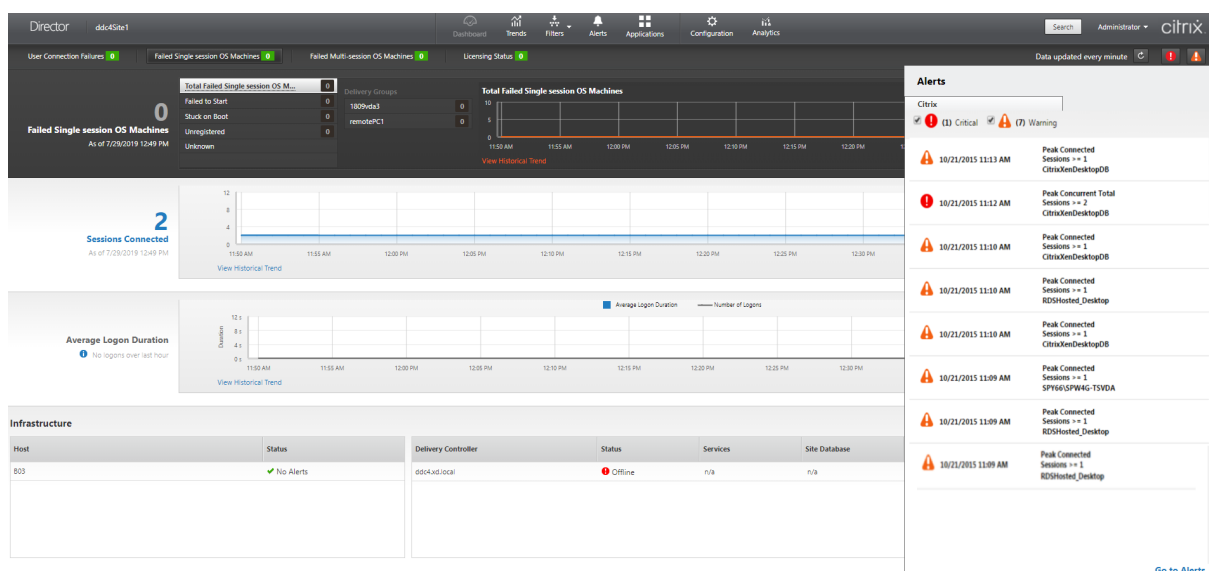 Director ddc4Site1
Dashboard Trends Filters Alerts Applications Configuration Analytics
Search Administrator citrix
User Connection Failures 0 Failed Single session OS Machines 0 Failed Multi-session OS Machines 0 Licensing Status 0
Data updated every minute
0
Failed Single session OS Machines
As of 7/29/2019 12:49 PM
Total Failed Single session OS M... 0
Failed to Start 0
Stuck on Boot 0
Unregistered 0
Unknown
Delivery Groups
1809vda3 0
remotePC1 0
Total Failed Single session OS Machines
10
5
0
11:50 AM 11:55 AM 12:00 PM 12:05 PM 12:10 PM 12:15 PM 12:20 PM
View Historical Trend
2
Sessions Connected
As of 7/29/2019 12:49 PM
12
8
4
0
11:50 AM 11:55 AM 12:00 PM 12:05 PM 12:10 PM 12:15 PM 12:20 PM 12:25 PM 12:30 PM
View Historical Trend
Average Logon Duration
No logons over last hour
Average Logon Duration Number of Logons
Duration
12 s
8 s
4 s
0 s
11:50 AM 11:55 AM 12:00 PM 12:05 PM 12:10 PM 12:15 PM 12:20 PM 12:25 PM 12:30 PM
View Historical Trend
Infrastructure
Host Status
B03 No Alerts
Delivery Controller Status Services Site Database
ddc4.xd.local Offline n/a n/a
Alerts
Citrix
(1) Critical (7) Warning
10/21/2015 11:13 AM
Peak Connected
Sessions >= 1
CitrixXenDesktopDB
10/21/2015 11:12 AM
Peak Concurrent Total
Sessions >= 2
CitrixXenDesktopDB
10/21/2015 11:10 AM
Peak Connected
Sessions >= 1
CitrixXenDesktopDB
10/21/2015 11:10 AM
Peak Connected
Sessions >= 1
RDSHosted_Desktop
10/21/2015 11:10 AM
Peak Connected
Sessions >= 1
CitrixXenDesktopDB
10/21/2015 11:09 AM
Peak Connected
Sessions >= 1
SPY66\SPW4G-TSVDA
10/21/2015 11:09 AM
Peak Connected
Sessions >= 1
RDSHosted_Desktop
10/21/2015 11:09 AM
Peak Connected
Sessions >= 1
RDSHosted_Desktop
Go to Alerts